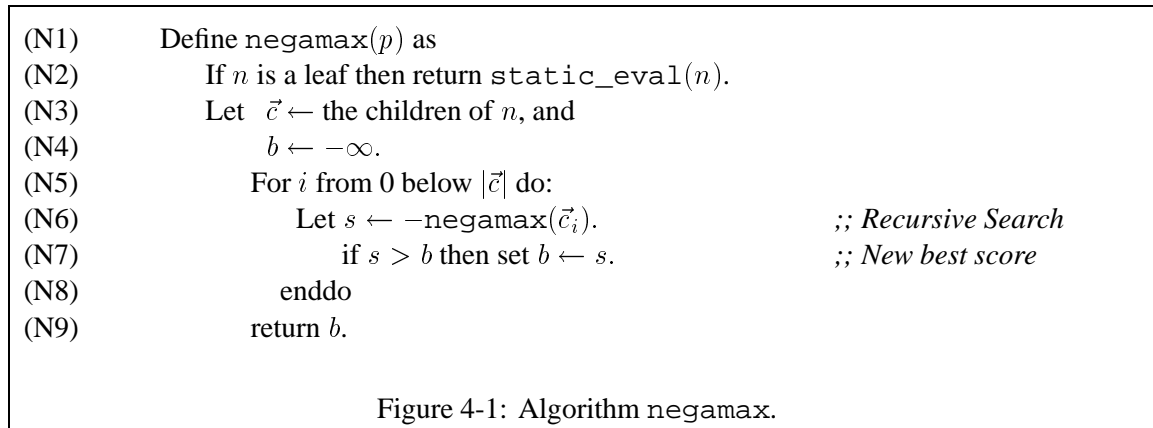 (N1) Define negamax(p) as
(N2) If n is a leaf then return static_eval(n).
(N3) Let c⃗ ← the children of n, and
(N4) b ← −∞.
(N5) For i from 0 below |c⃗| do:
(N6) Let s ← −negamax(c⃗ᵢ). ;; Recursive Search
(N7) if s > b then set b ← s. ;; New best score
(N8) enddo
(N9) return b.
Figure 4-1: Algorithm negamax.